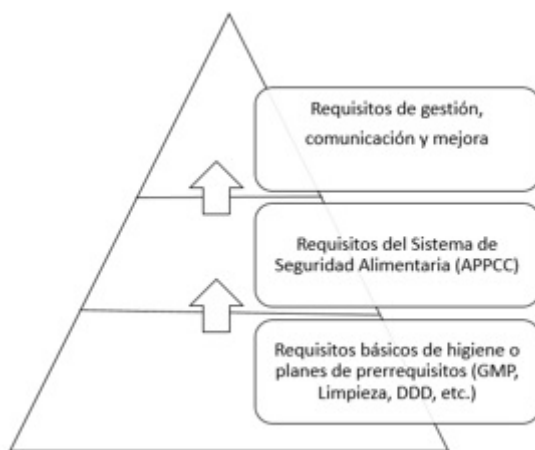 Requisitos de gestión,
comunicación y mejora
Requisitos del Sistema de
Seguridad Alimentaria (APPCC)
Requisitos básicos de higiene o
planes de prerrequisitos (GMP,
Limpieza, DDD, etc.)